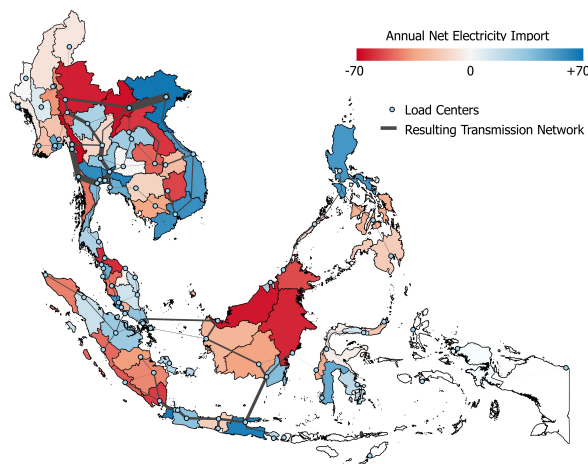 Annual Net Electricity Import
-70 0 +70
Load Centers
Resulting Transmission Network